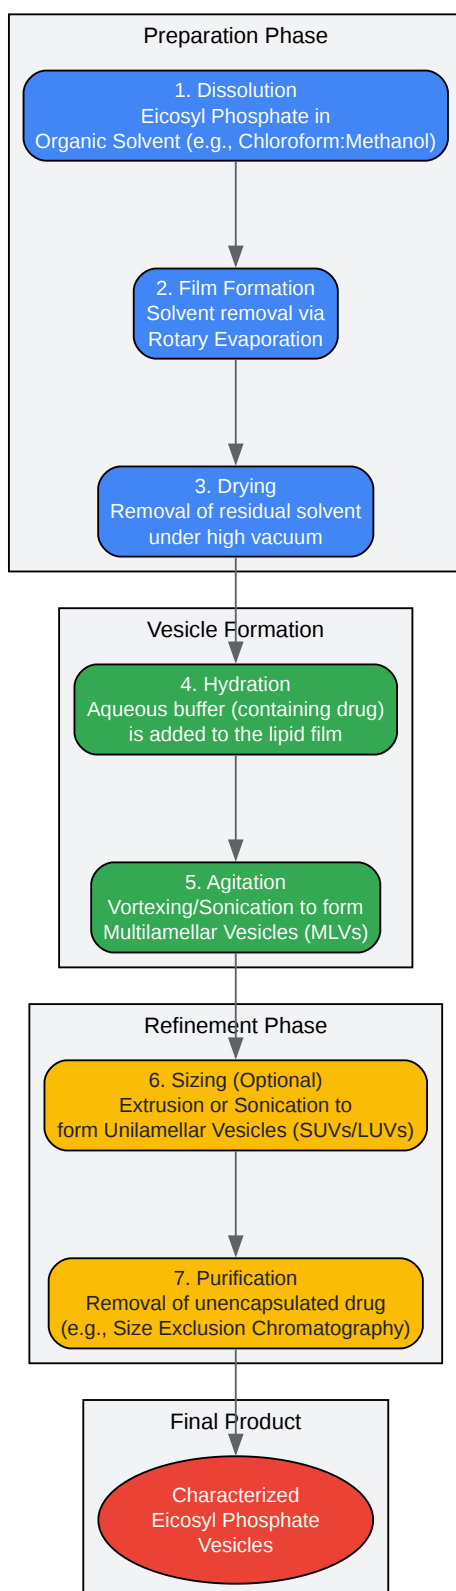 Preparation Phase
1. Dissolution
Eicosyl Phosphate in
Organic Solvent (e.g., Chloroform:Methanol)
2. Film Formation
Solvent removal via
Rotary Evaporation
3. Drying
Removal of residual solvent
under high vacuum
Vesicle Formation
4. Hydration
Aqueous buffer (containing drug)
is added to the lipid film
5. Agitation
Vortexing/Sonication to form
Multilamellar Vesicles (MLVs)
Refinement Phase
6. Sizing (Optional)
Extrusion or Sonication to
form Unilamellar Vesicles (SUVs/LUVs)
7. Purification
Removal of unencapsulated drug
(e.g., Size Exclusion Chromatography)
Final Product
Characterized
Eicosyl Phosphate
Vesicles